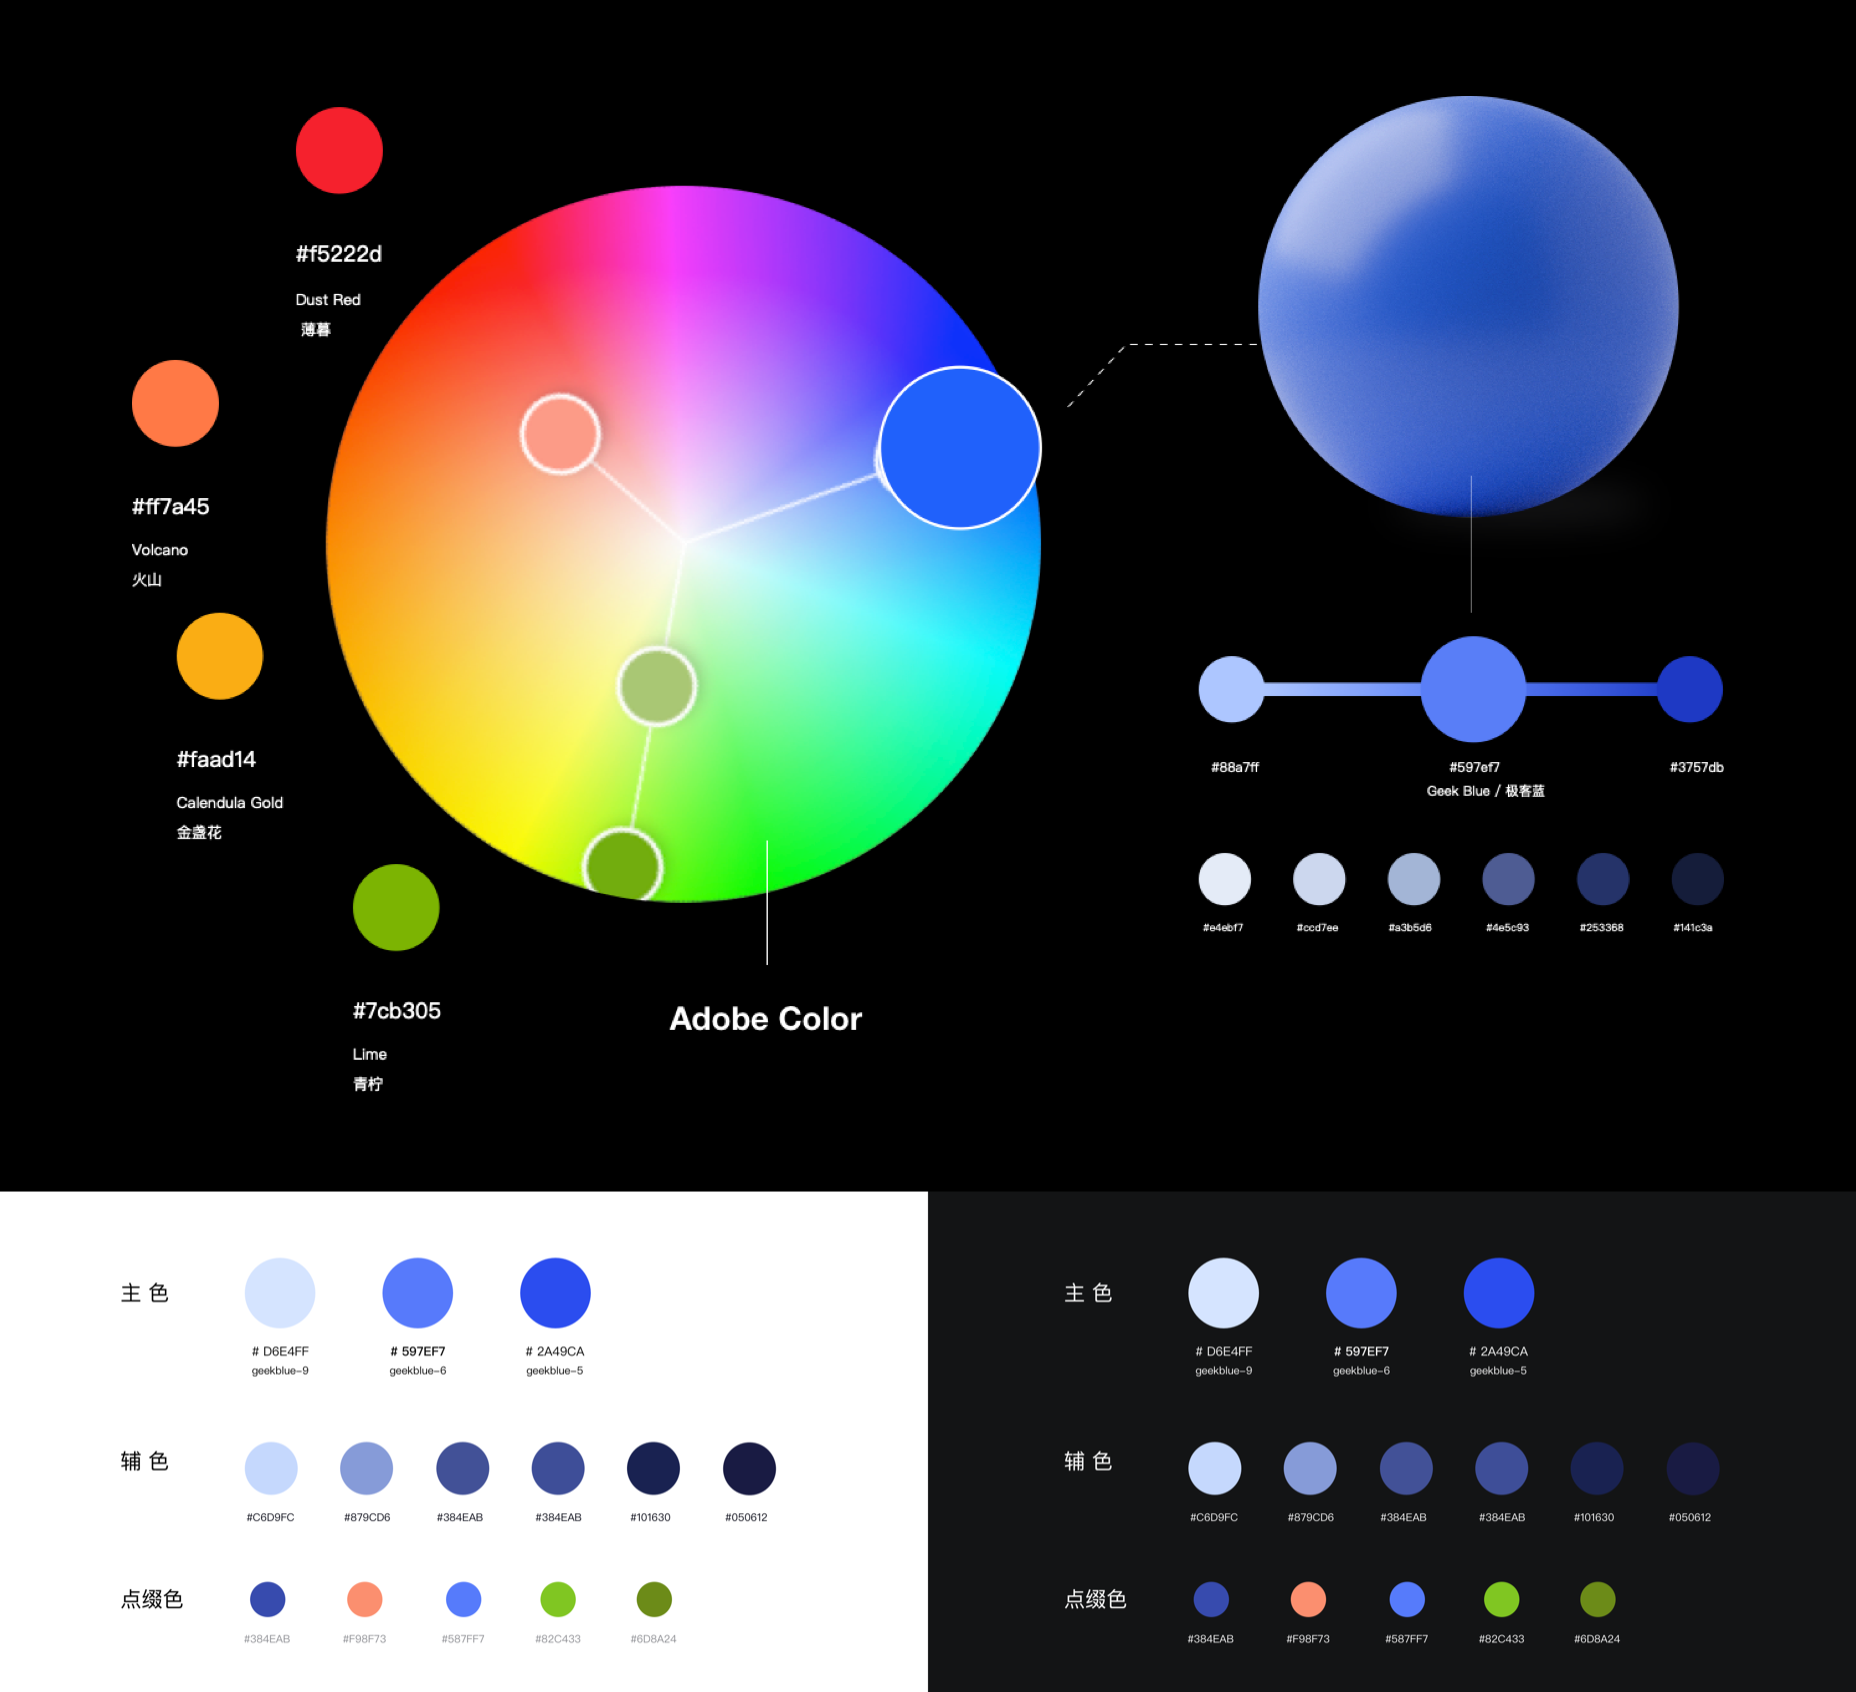 #f5222d
Dust Red
薄暮
#ff7a45
Volcano
火山
#faad14
Calendula Gold
金盏花
#7cb305
Lime
青柠
Adobe Color
#88a7ff
#597ef7
#3757db
Geek Blue / 极客蓝
#e4ebf7
#ccd7ee
#a3b5d6
#4e5c93
#253368
#141c3a
主 色
# D6E4FF
# 597EF7
# 2A49CA
geekblue-9
geekblue-6
geekblue-5
辅 色
#C6D9FC
#879CD6
#384EAB
#384EAB
#101630
#050612
点缀色
#384EAB
#F98F73
#587FF7
#82C433
#6D8A24
主 色
# D6E4FF
# 597EF7
# 2A49CA
geekblue-9
geekblue-6
geekblue-5
辅 色
#C6D9FC
#879CD6
#384EAB
#384EAB
#101630
#050612
点缀色
#384EAB
#F98F73
#587FF7
#82C433
#6D8A24